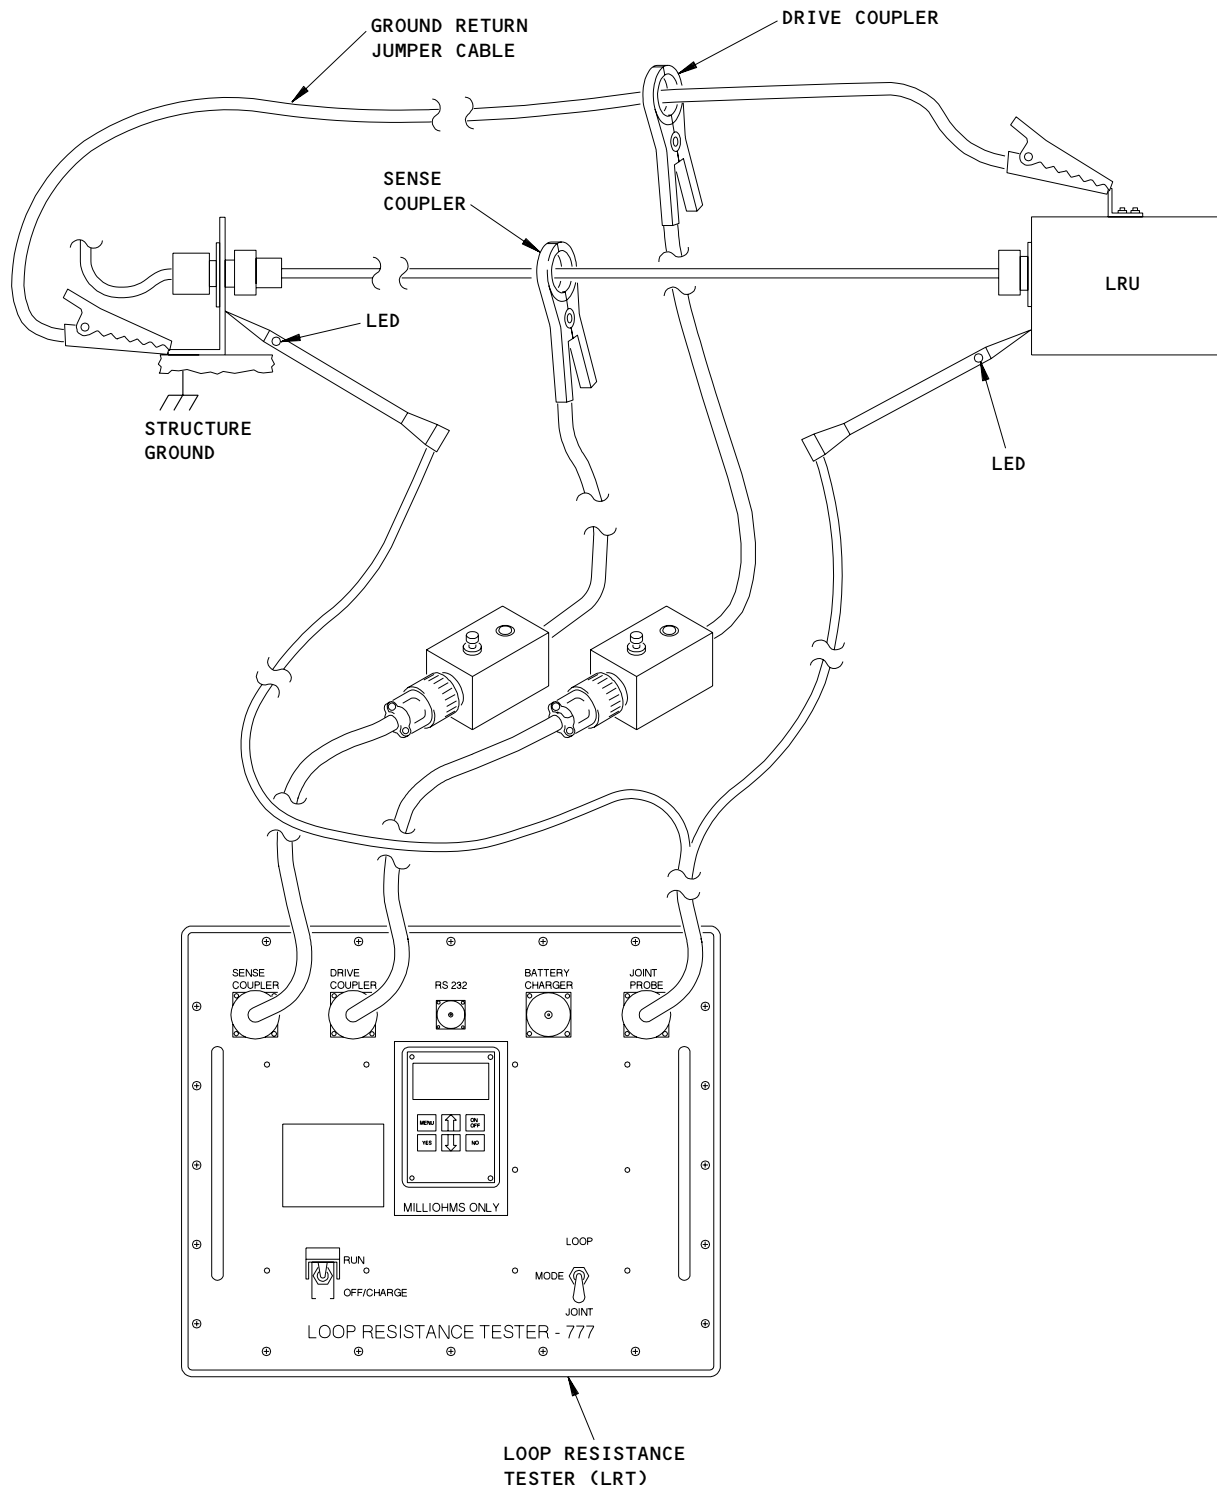 GROUND RETURN
JUMPER CABLE
DRIVE COUPLER
SENSE
COUPLER
LRU
LED
STRUCTURE
GROUND
LED
SENSE
COUPLER
DRIVE
COUPLER
RS 232
BATTERY
CHARGER
JOINT
PROBE
MENU
ON
OFF
YES
NO
MILLIOHMS ONLY
LOOP
RUN
MODE
OFF/CHARGE
JOINT
LOOP RESISTANCE TESTER - 777
LOOP RESISTANCE
TESTER (LRT)